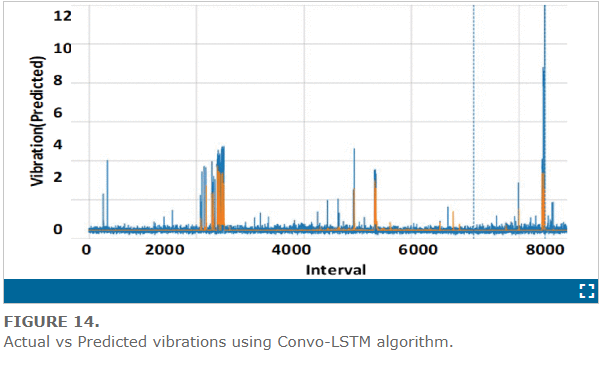 12
10
8
6
4
2
0
Vibration(Predicted)
0 2000 4000 6000 8000
Interval
FIGURE 14.
Actual vs Predicted vibrations using Convo-LSTM algorithm.